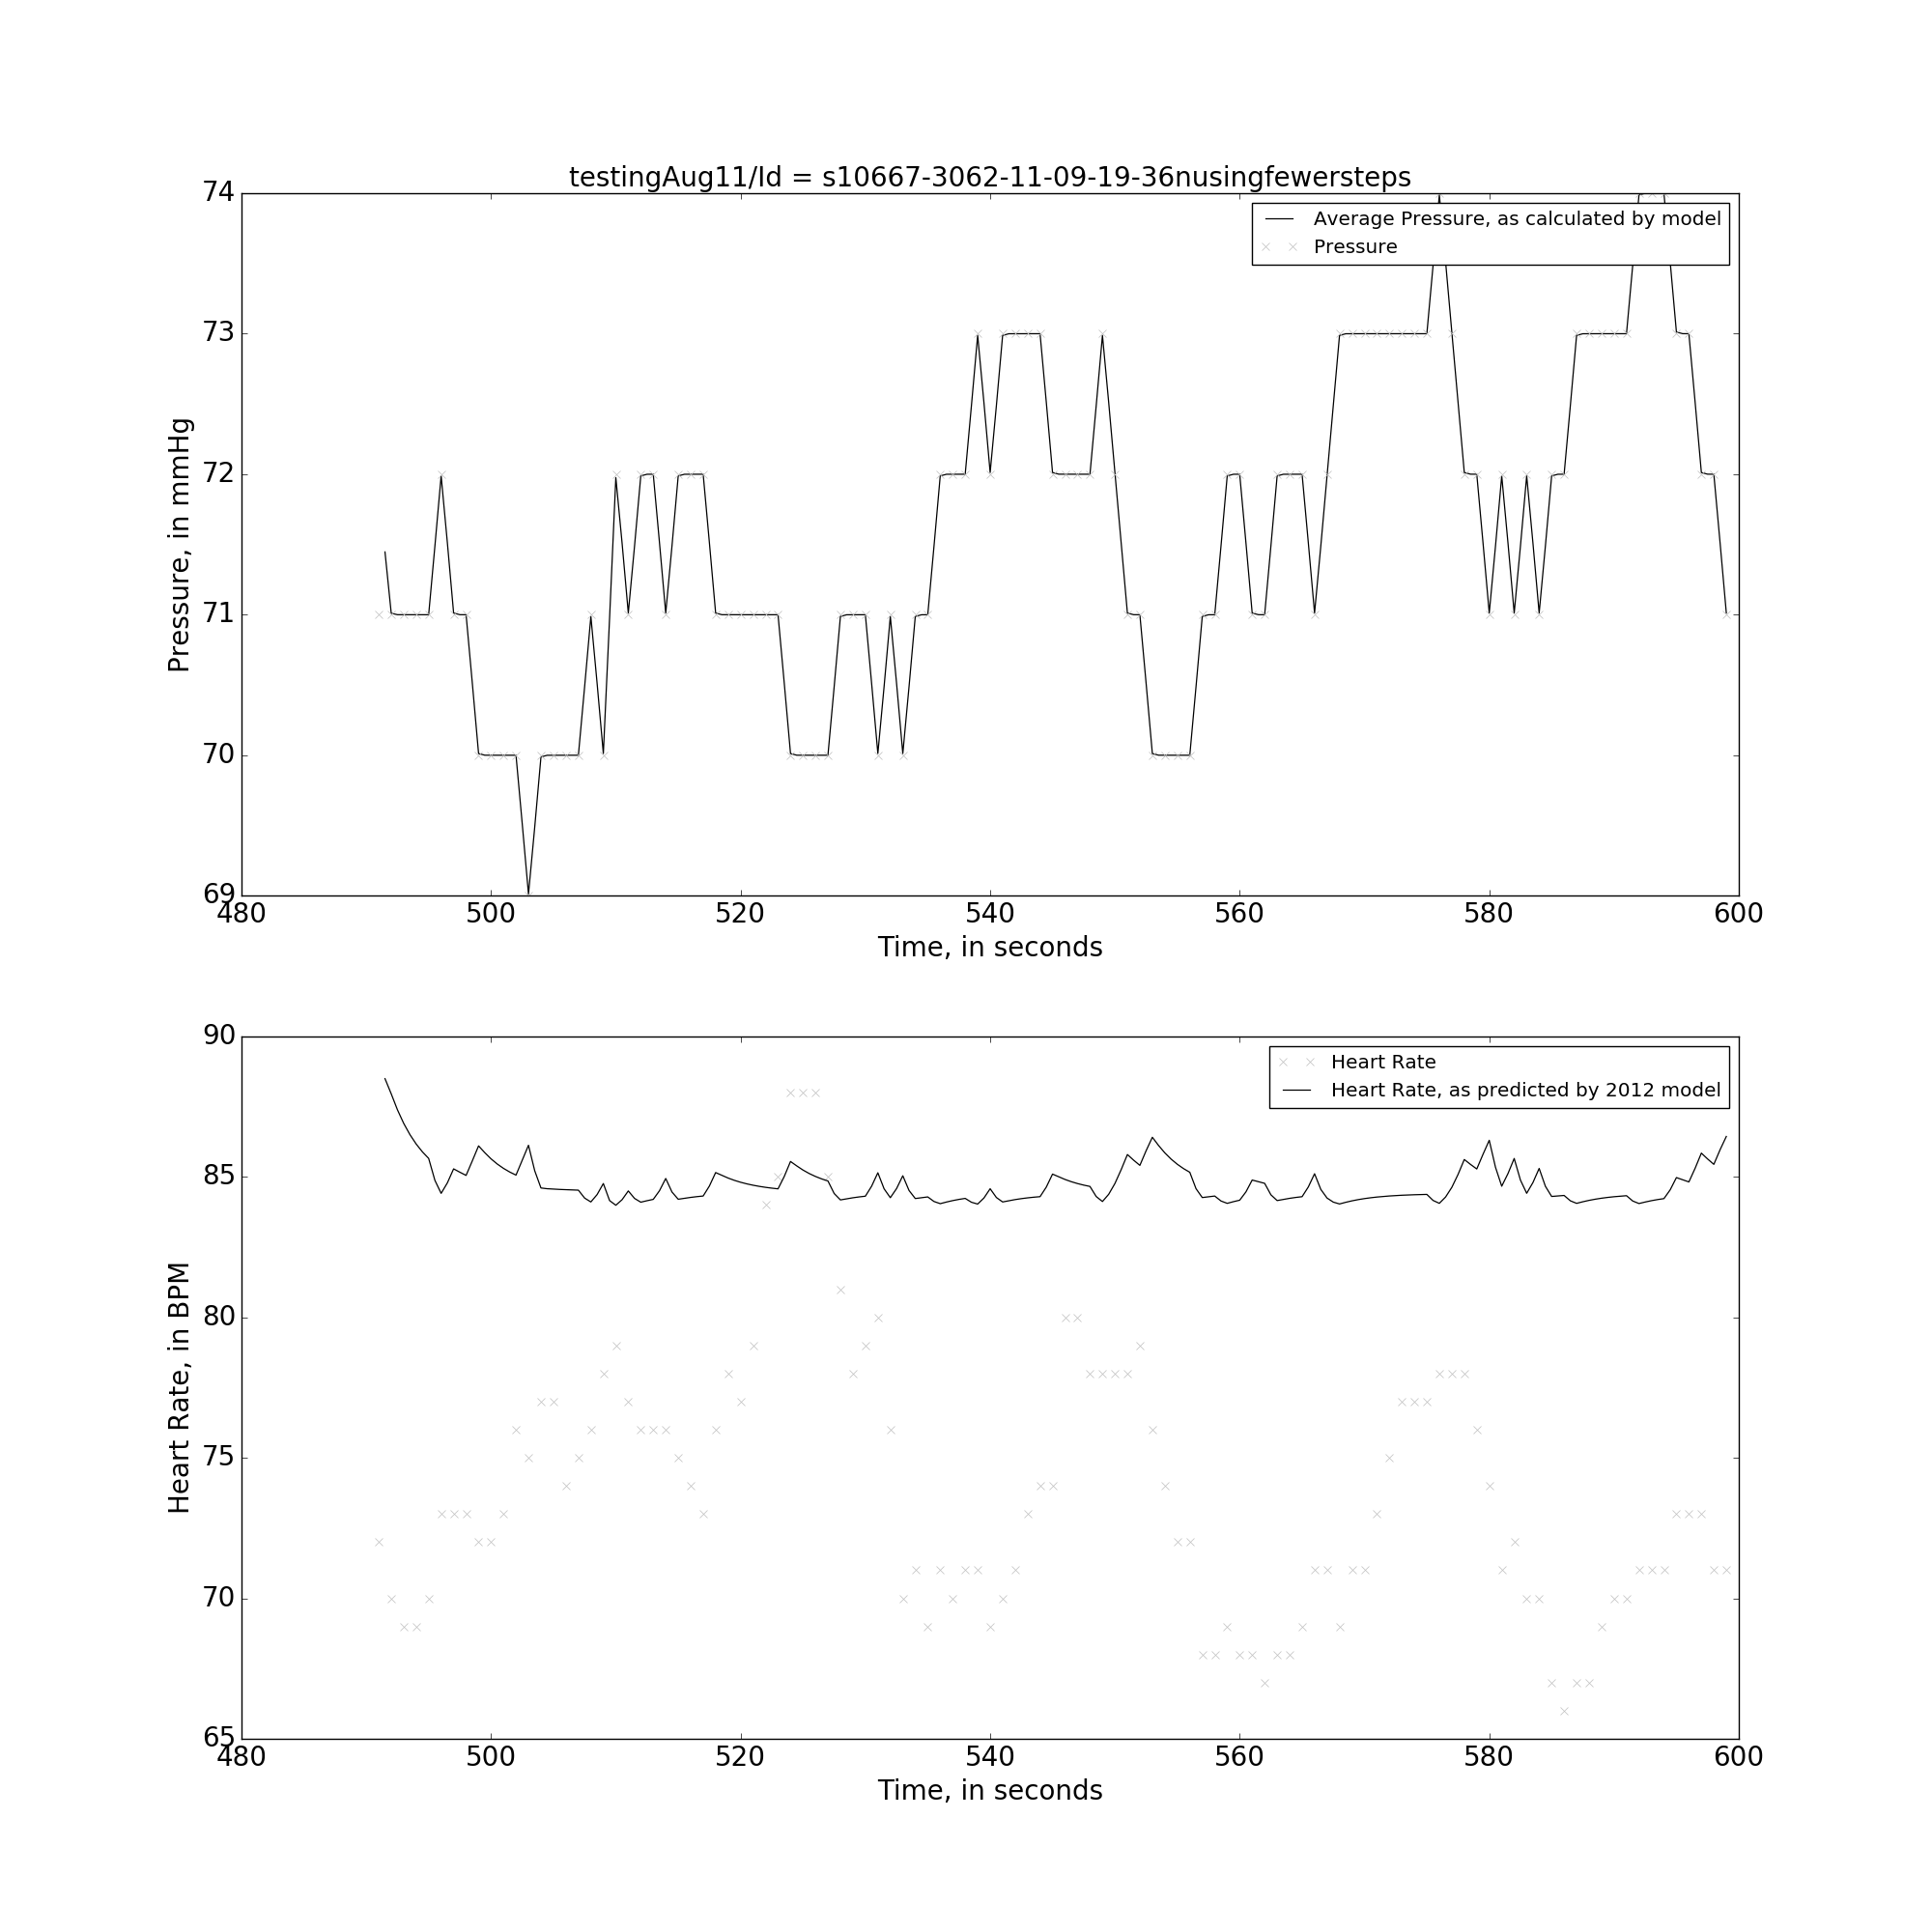 testingAug11/Id = s10667-3062-11-09-19-36nusingfewersteps
74
73
72
71
70
69
Pressure, in mmHg
Average Pressure, as calculated by model
Pressure
480 500 520 540 560 580 600
Time, in seconds
90
85
80
75
70
65
Heart Rate, in BPM
Heart Rate
Heart Rate, as predicted by 2012 model
480 500 520 540 560 580 600
Time, in seconds